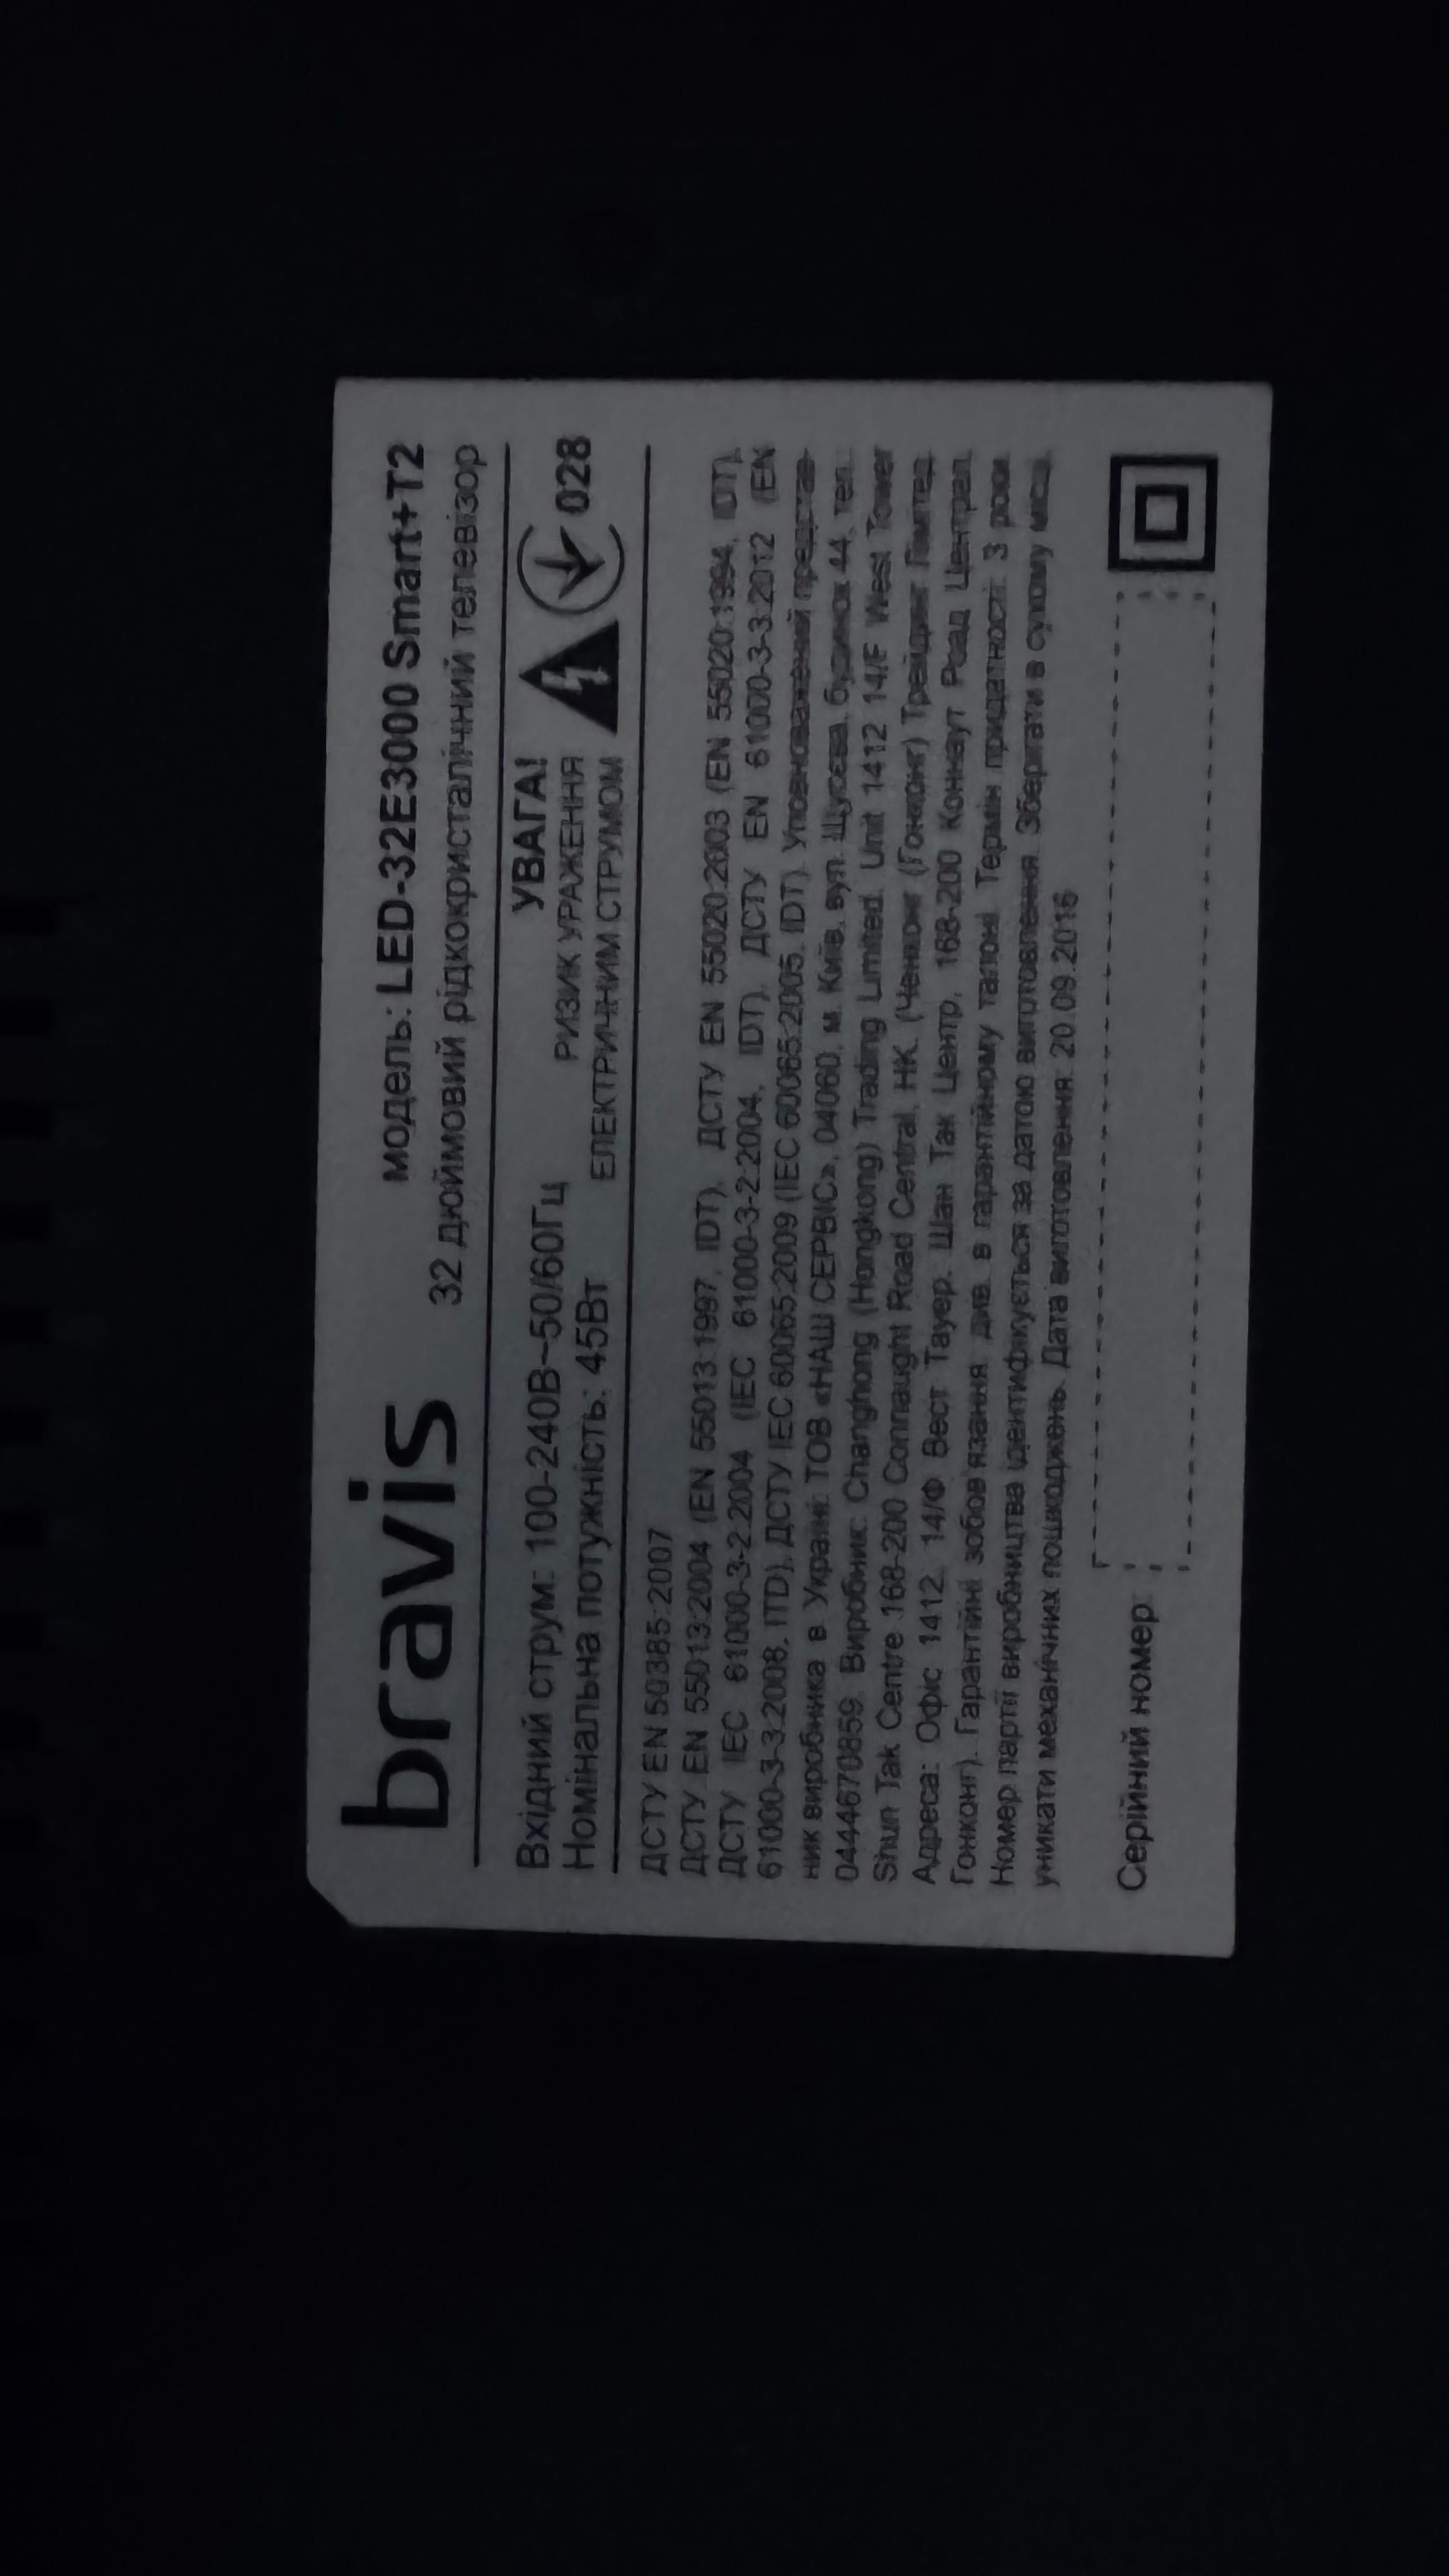 bravis
модель: LED-32E3000 Smart+T2
32 дюймовий рідкокристалічний телевізор
Вхідний струм: 100-240В~50/60Гц
Номінальна потужність: 45Вт
УВАГА!
РИЗИК УРАЖЕННЯ
ЕЛЕКТРИЧНИМ СТРУМОМ
028
ДСТУ EN 50385:2007
ДСТУ EN 55013:2004 (EN 55013:1997, IDT), ДСТУ EN 55020:2003 (EN 55020:1994, IDT),
ДСТУ IEC 61000-3-2:2004 (IEC 61000-3-2:2004, IDT), ДСТУ EN 61000-3-3:2012 (EN
61000-3-3:2008, ITD), ДСТУ IEC 60065:2009 (IEC 60065:2005, IDT). Уповноважений представ-
ник виробника в Україні: ТОВ «НАШ СЕРВІС», 04060, м. Київ, вул. Щусєва, будинок 44, тел.:
0444670859. Виробник: Changhong (Hongkong) Trading Limited. Unit 1412 14/F West Tower
Shun Tak Centre 168-200 Connaught Road Central, HK. (Ченхонг (Гонконг) Трейдінг Лімітед.
Адреса: Офіс 1412, 14/Ф Вест Тауер, Шан Так Центр, 168-200 Коннаут Роад Централ,
Гонконг). Гарантійні зобов'язання див. в гарантійному талоні. Термін придатності: 3 роки.
Номер партії виробництва ідентифікується за датою виготовлення. Зберігати в сухому місці,
уникати механічних пошкоджень. Дата виготовлення: 20.09.2016
Серійний номер: